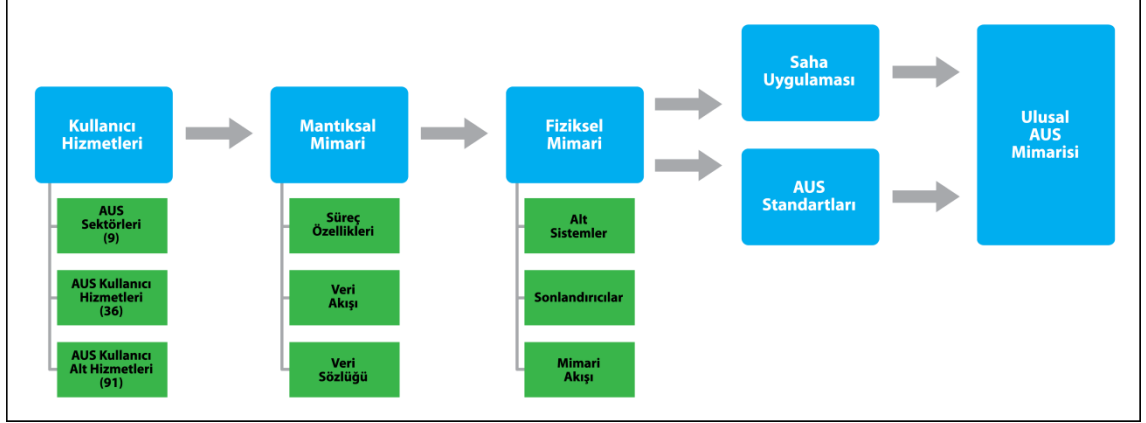 Kullanıcı
Hizmetleri
AUS
Sektörleri
(9)
AUS Kullanıcı
Hizmetleri
(36)
AUS Kullanıcı
Alt Hizmetleri
(91)
Mantıksal
Mimari
Süreç
Özellikleri
Veri
Akışı
Veri
Sözlüğü
Fiziksel
Mimari
Alt
Sistemler
Sonlandırıcılar
Mimari
Akışı
Saha
Uygulaması
AUS
Standartları
Ulusal
AUS
Mimarisi